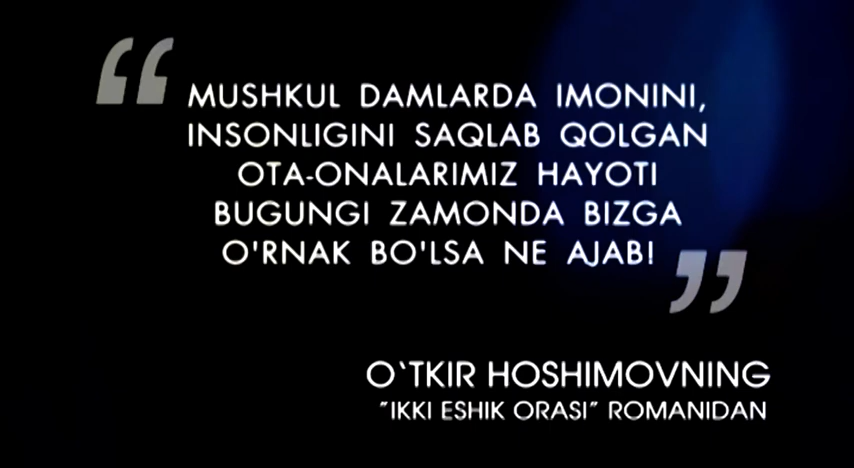 “
MUSHKUL DAMLARDA IMONINI,
INSONLIGINI SAQLAB QOLGAN
OTA-ONALARIMIZ HAYOTI
BUGUNGI ZAMONDA BIZGA
O'RNAK BO'LSA NE AJAB!
”
O‘TKIR HOSHIMOVNING
"IKKI ESHIK ORASI" ROMANIDAN